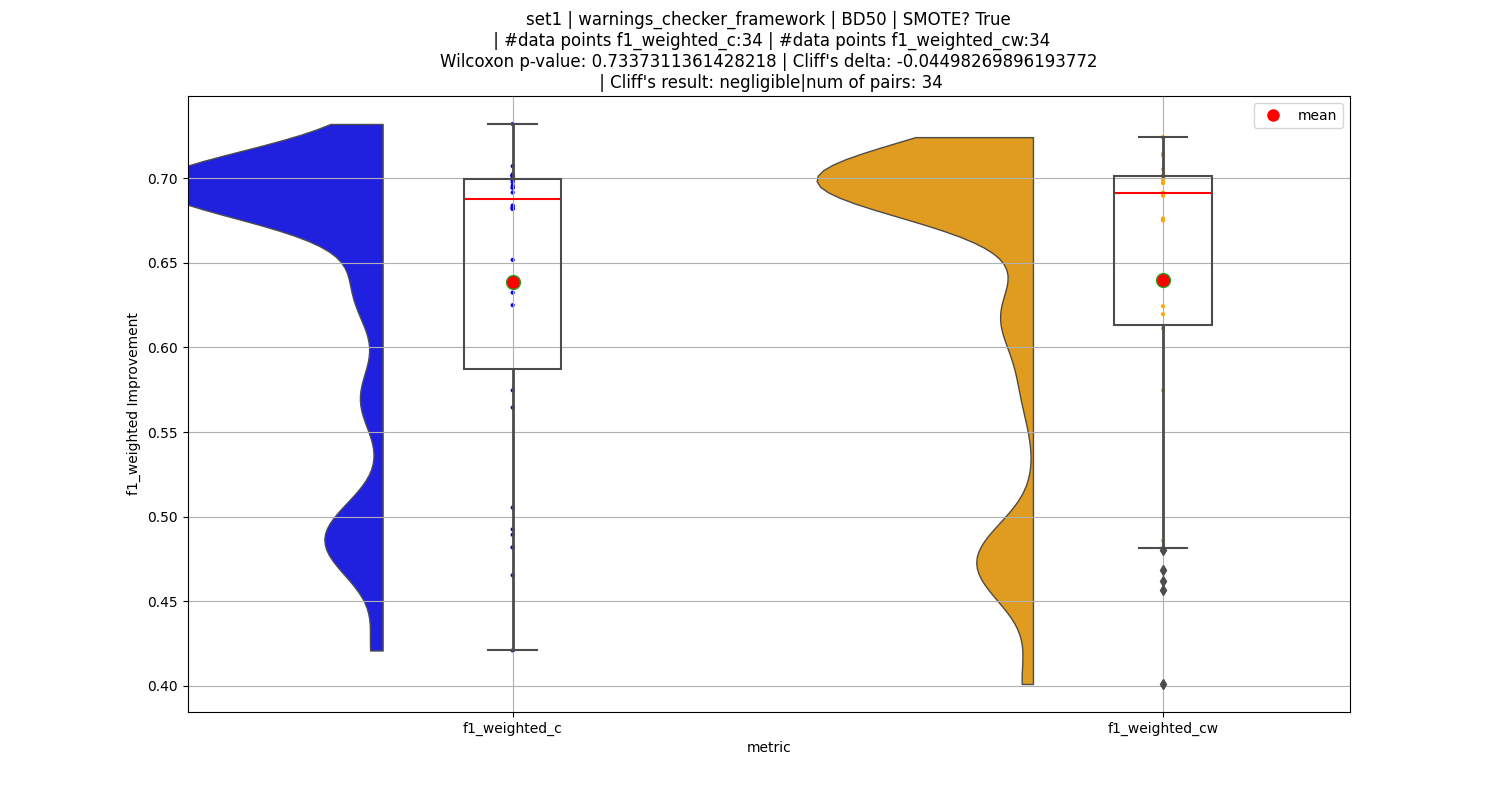 set1 | warnings_checker_framework | BD50 | SMOTE? True
| #data points f1_weighted_c:34 | #data points f1_weighted_cw:34
Wilcoxon p-value: 0.7337311361428218 | Cliff's delta: -0.04498269896193772
| Cliff's result: negligible|num of pairs: 34
mean
0.70
0.65
0.60
0.55
0.50
0.45
0.40
f1_weighted Improvement
f1_weighted_c
f1_weighted_cw
metric